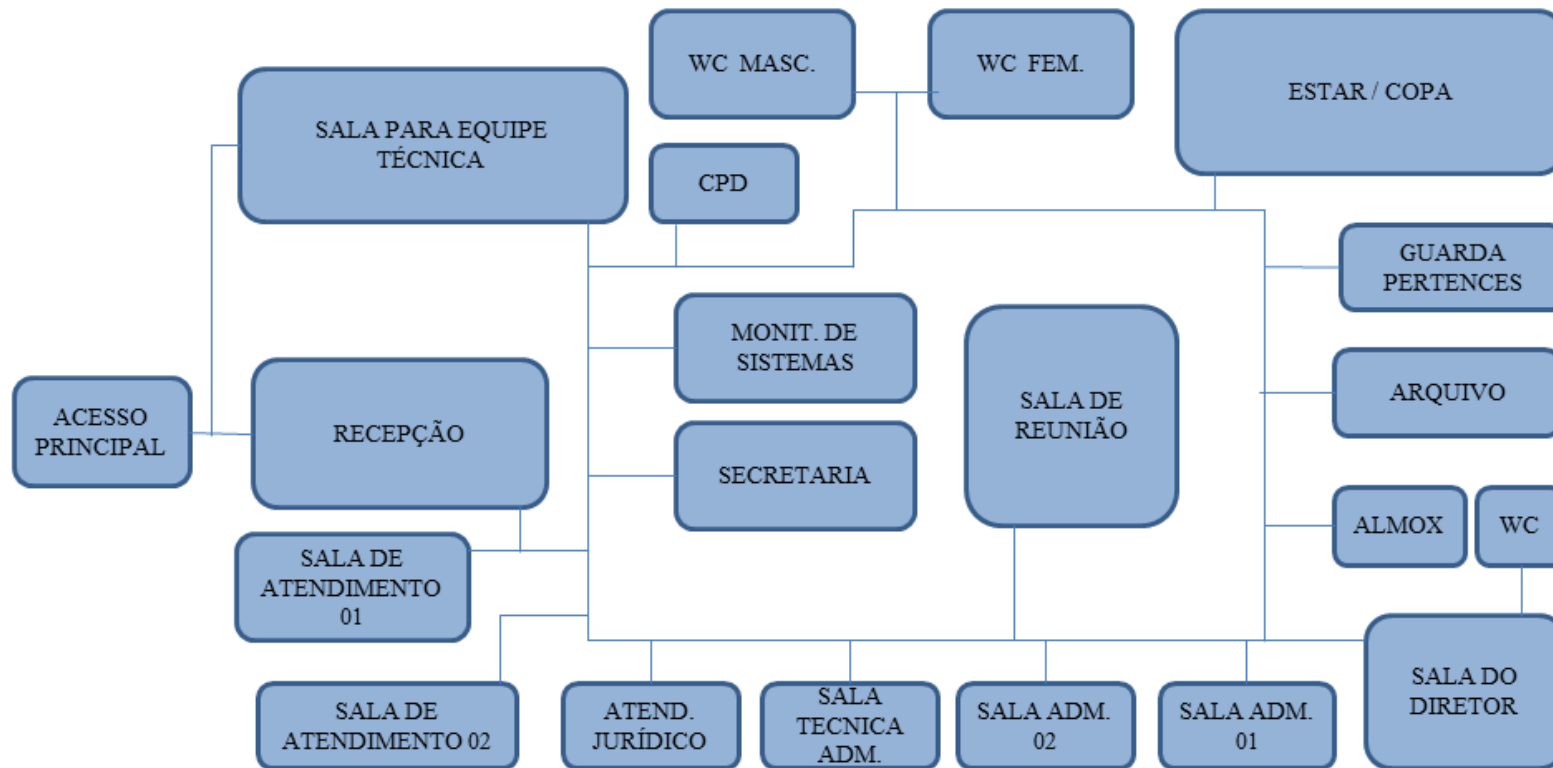 WC  MASC.
WC  FEM.
ESTAR / COPA
SALA PARA EQUIPE
TÉCNICA
CPD
GUARDA
PERTENCES
MONIT. DE
SISTEMAS
SALA DE
REUNIÃO
ARQUIVO
ACESSO
PRINCIPAL
RECEPÇÃO
SECRETARIA
ALMOX
WC
SALA DE
ATENDIMENTO
01
SALA DE
ATENDIMENTO 02
ATEND.
JURÍDICO
SALA
TECNICA
ADM.
SALA ADM.
02
SALA ADM.
01
SALA DO
DIRETOR